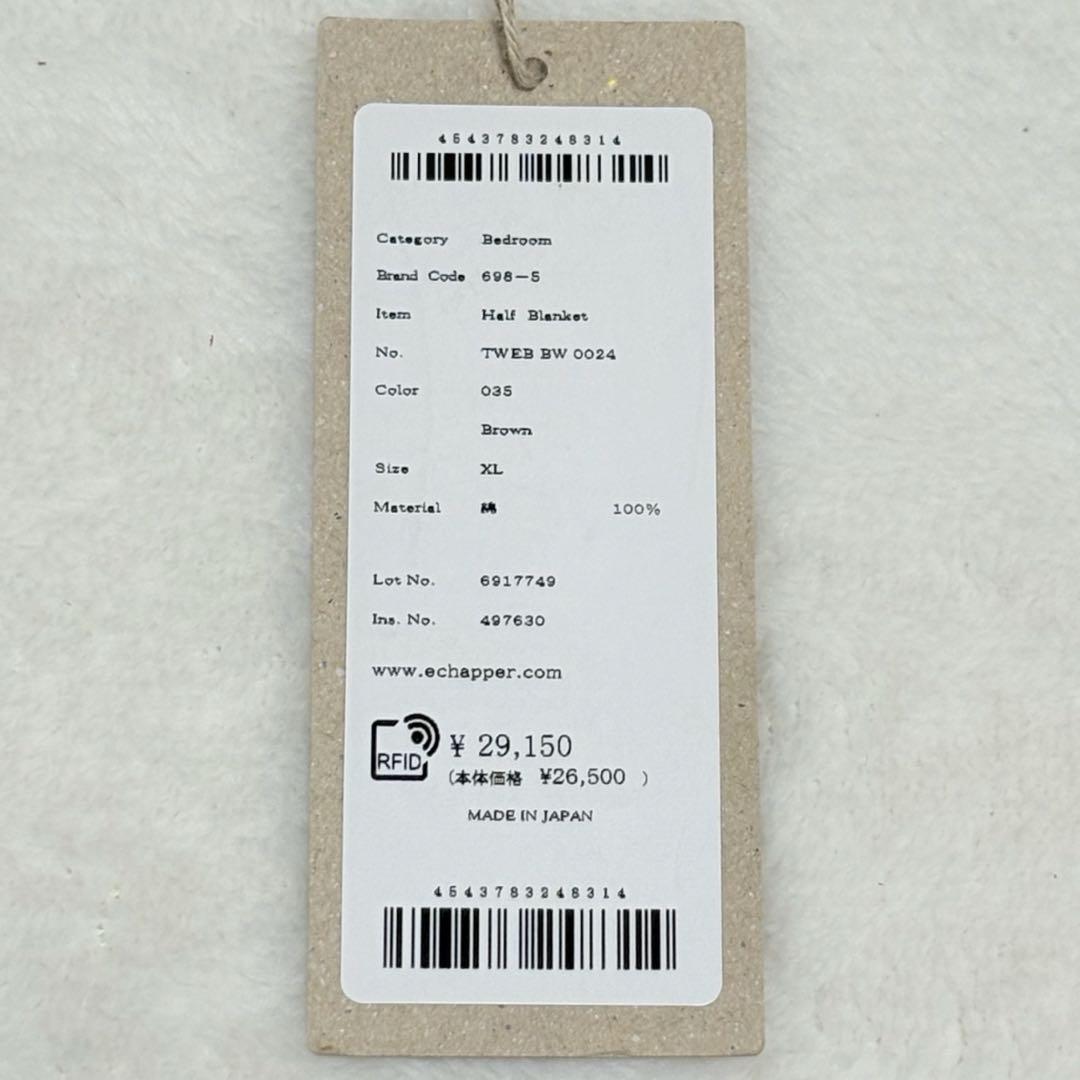 4543783248314
Category Bedroom
Brand Code 698-5
Item Half Blanket
No. TWEB BW 0024
Color 035
Brown
Size XL
Material 綿 100%
Lot No. 6917749
Ins. No. 497630
www.echapper.com
RFID ¥ 29,150
(本体価格 ¥26,500 )
MADE IN JAPAN
4543783248314